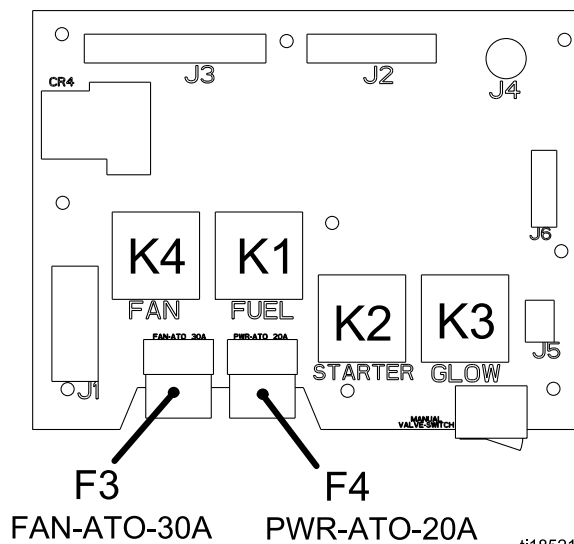 J3
J2
J4
CR4
J6
K4
K1
FAN
FUEL
K2
K3
J5
FAN-ATO 30A
PWR-ATO 20A
STARTER
GLOW
J1
MANUAL
VALVE-SWITCH
F3
F4
FAN-ATO-30A
PWR-ATO-20A